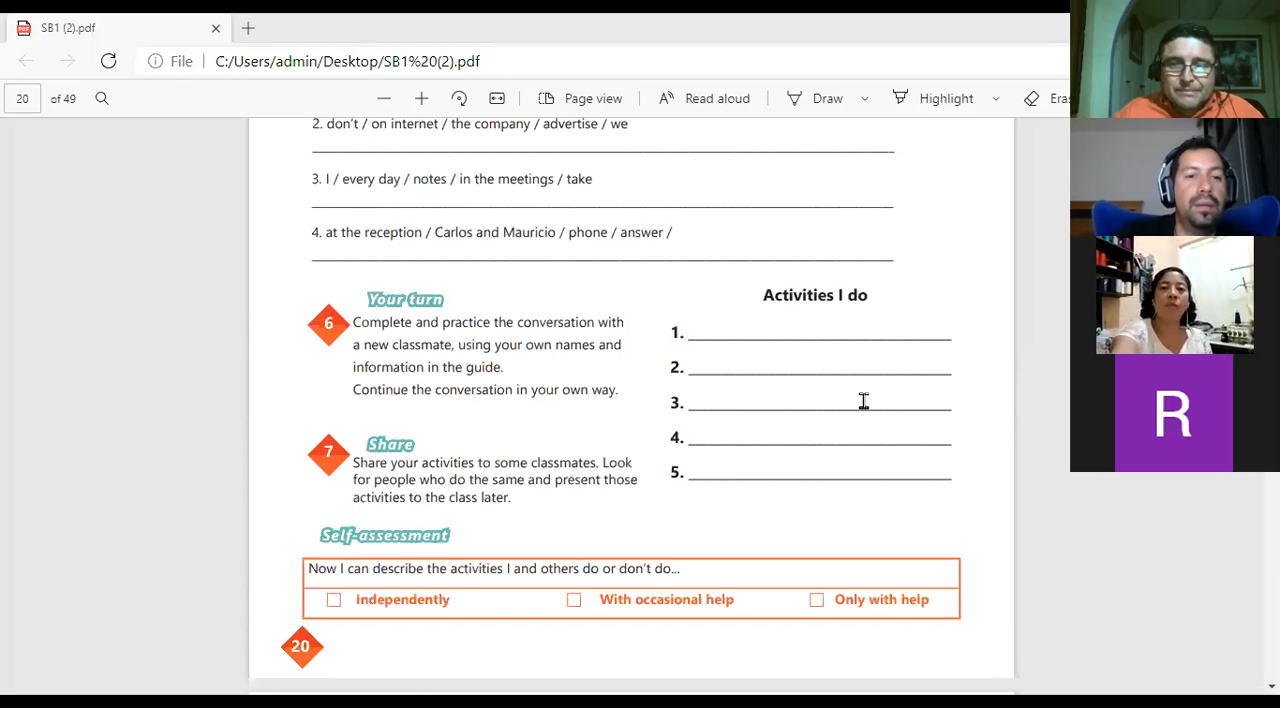 SB1 (2).pdf
File
C:/Users/admin/Desktop/SB1%20(2).pdf
20 of 49
Page view
Read aloud
Draw
Highlight
Eras
2. don't / on internet / the company / advertise / we
3. I / every day / notes / in the meetings / take
4. at the reception / Carlos and Mauricio / phone / answer /
6
Your turn
Complete and practice the conversation with
a new classmate, using your own names and
information in the guide.
Continue the conversation in your own way.
Activities I do
1.
2.
3.
4.
5.
7
Share
Share your activities to some classmates. Look
for people who do the same and present those
activities to the class later.
Self-assessment
Now I can describe the activities I and others do or don't do...
Independently
With occasional help
Only with help
20
R